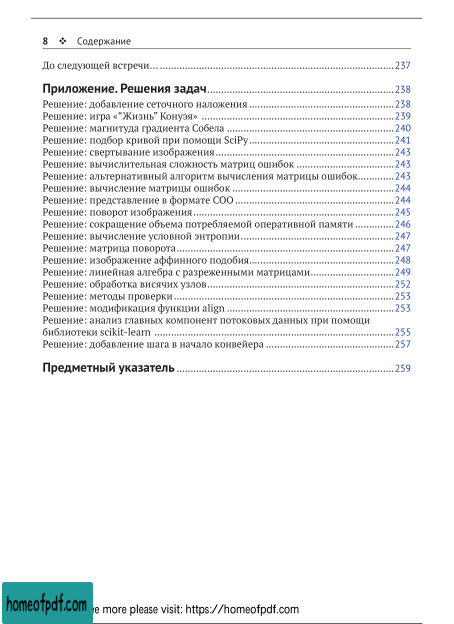 8 ❖ Содержание
До следующей встречи… 237
Приложение. Решения задач 238
Решение: добавление сеточного наложения 238
Решение: игра «“Жизнь” Конуэя» 239
Решение: магнитуда градиента Собела 240
Решение: подбор кривой при помощи SciPy 241
Решение: свертывание изображения 243
Решение: вычислительная сложность матриц ошибок 243
Решение: альтернативный алгоритм вычисления матрицы ошибок 243
Решение: вычисление матрицы ошибок 244
Решение: представление в формате COO 244
Решение: поворот изображения 245
Решение: сокращение объема потребляемой оперативной памяти 246
Решение: вычисление условной энтропии 247
Решение: матрица поворота 247
Решение: изображение аффинного подобия 248
Решение: линейная алгебра с разреженными матрицами 249
Решение: обработка висячих узлов 252
Решение: методы проверки 253
Решение: модификация функции align 253
Решение: анализ главных компонент потоковых данных при помощи
библиотеки scikit-learn 255
Решение: добавление шага в начало конвейера 257
Предметный указатель 259
homeofpdf.com
more please visit: https://homeofpdf.com